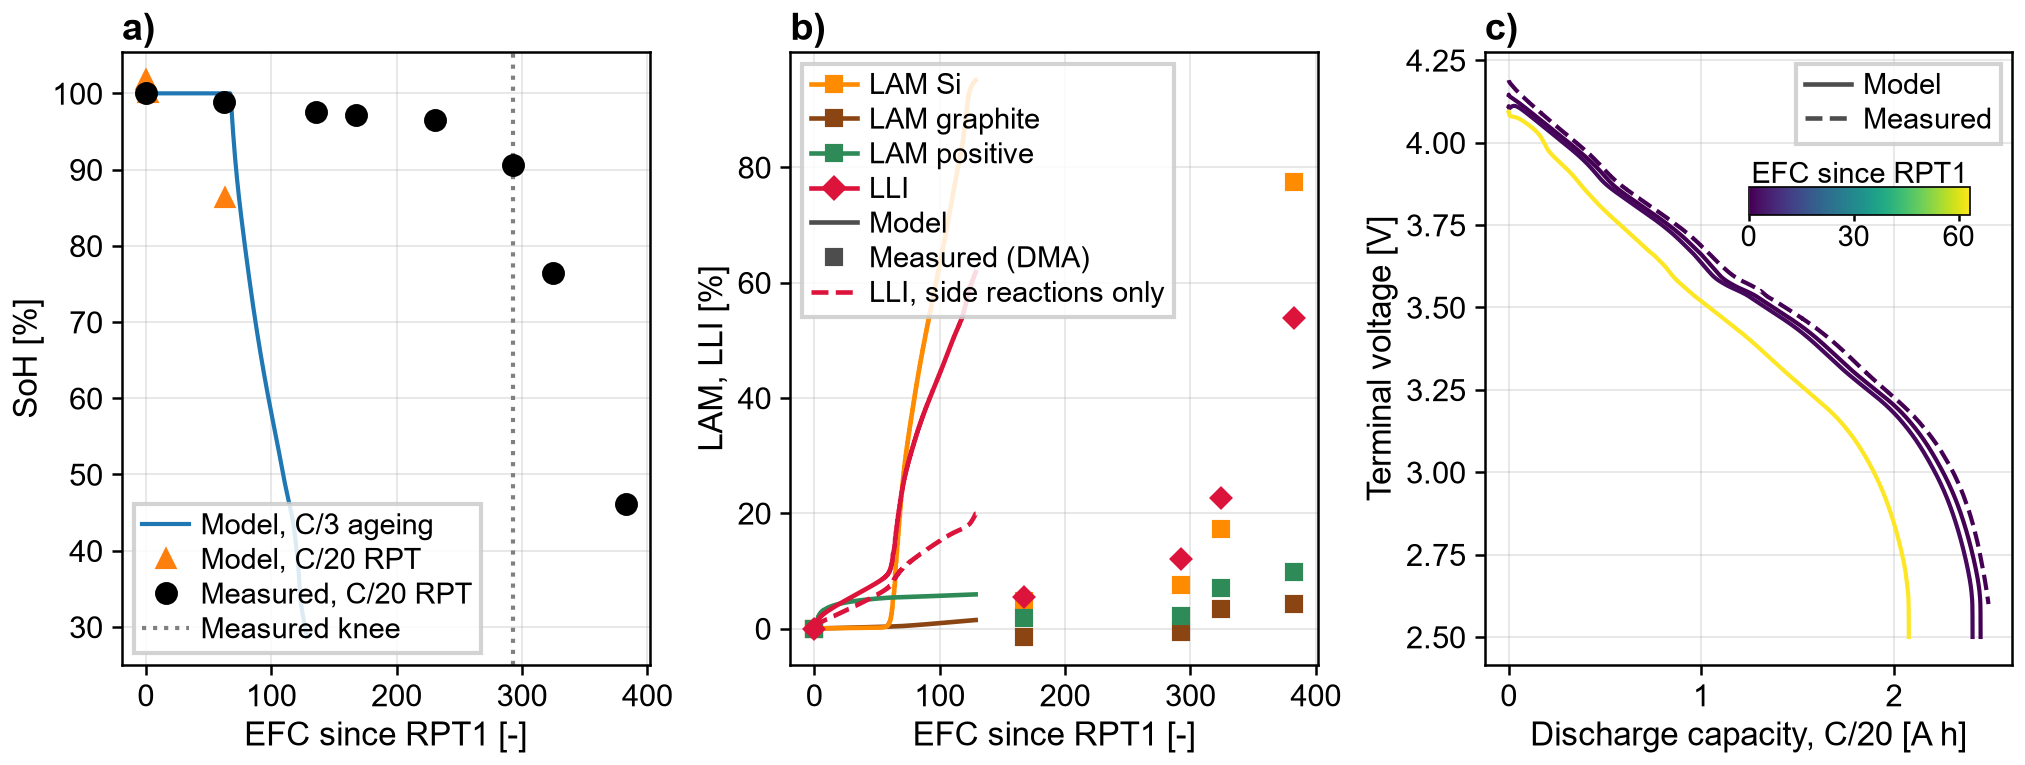 a)
SoH [%]
100
90
80
70
60
50
40
30
Model, C/3 ageing
Model, C/20 RPT
Measured, C/20 RPT
Measured knee
0
100
200
300
400
EFC since RPT1 [-]
b)
LAM, LLI [%]
80
60
40
20
0
LAM Si
LAM graphite
LAM positive
LLI
Model
Measured (DMA)
LLI, side reactions only
0
100
200
300
400
EFC since RPT1 [-]
c)
Terminal voltage [V]
4.25
4.00
3.75
3.50
3.25
3.00
2.75
2.50
Model
Measured
EFC since RPT1
0
30
60
0
1
2
Discharge capacity, C/20 [A h]